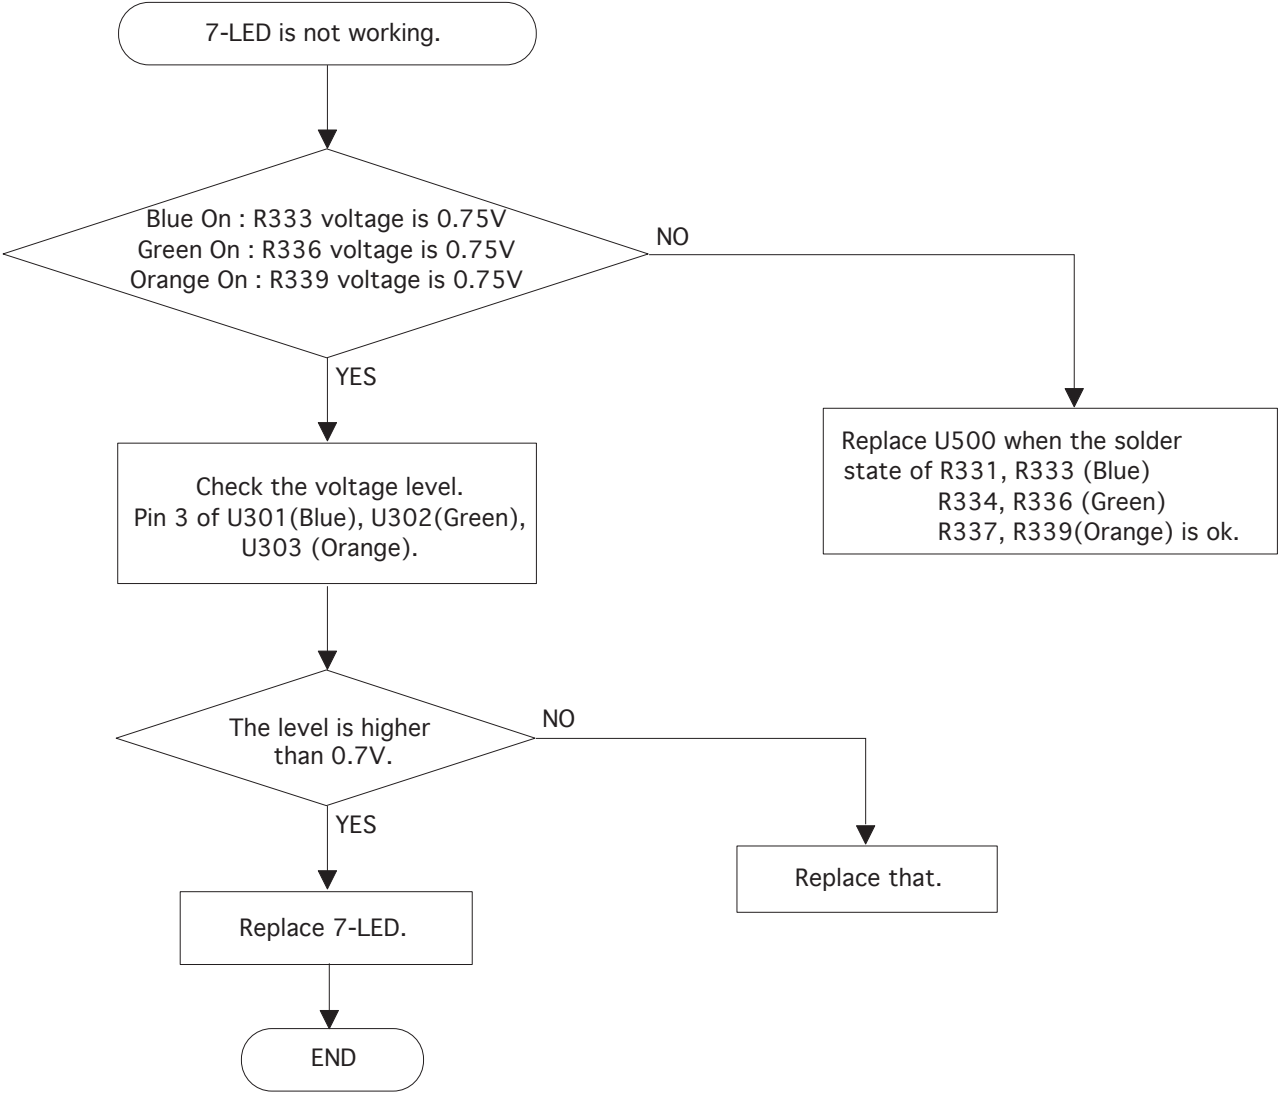 7-LED is not working.
Blue On : R333 voltage is 0.75V
Green On : R336 voltage is 0.75V
Orange On : R339 voltage is 0.75V
NO
YES
Replace U500 when the solder
state of R331, R333 (Blue)
R334, R336 (Green)
R337, R339(Orange) is ok.
Check the voltage level.
Pin 3 of U301(Blue), U302(Green),
U303 (Orange).
The level is higher
than 0.7V.
NO
YES
Replace that.
Replace 7-LED.
END